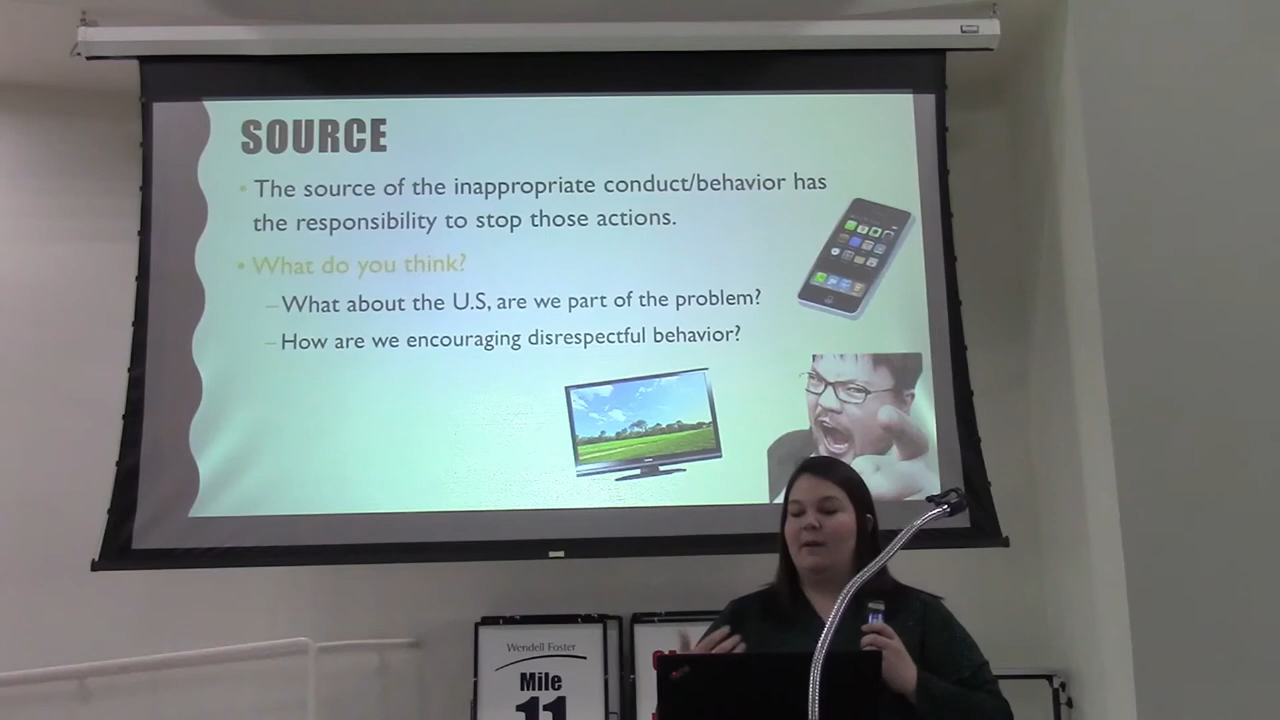 SOURCE
• The source of the inappropriate conduct/behavior has
the responsibility to stop those actions.
• What do you think?
– What about the U.S, are we part of the problem?
– How are we encouraging disrespectful behavior?
Wendell Foster
Mile
11